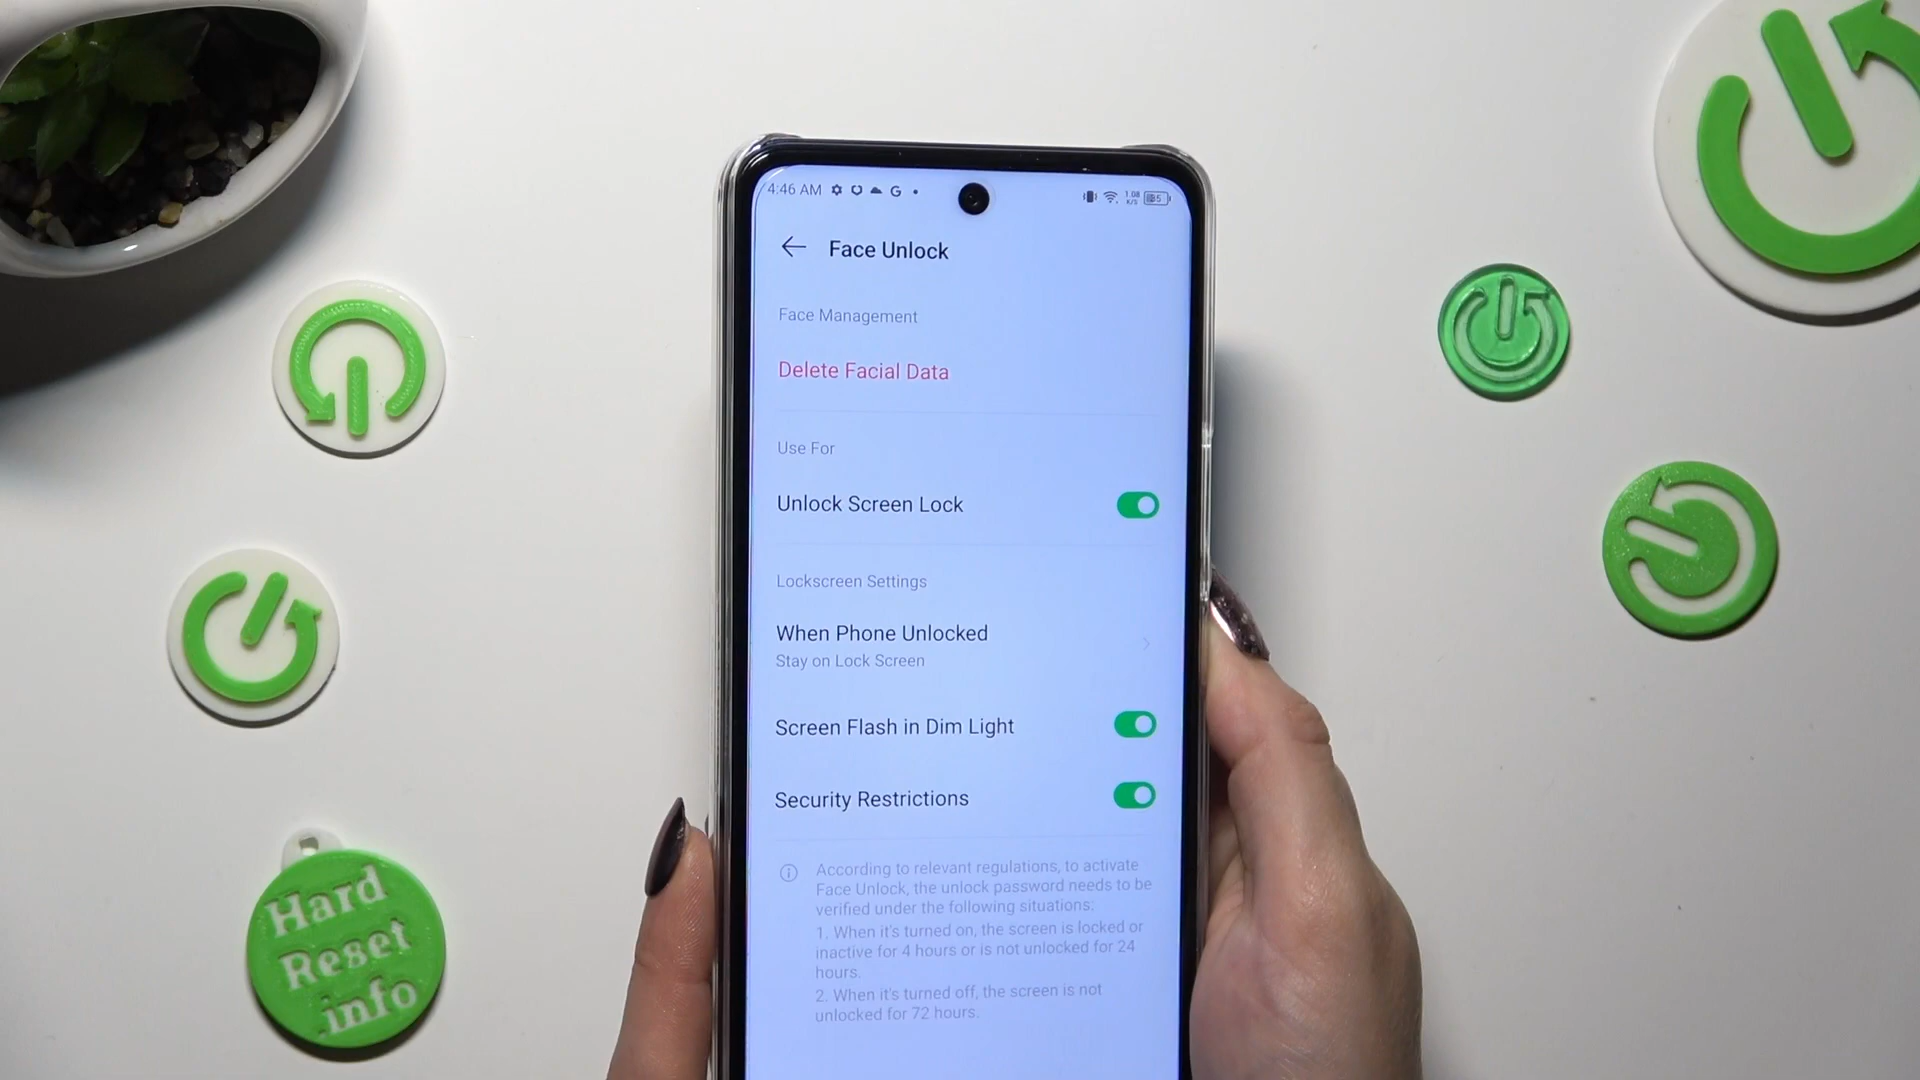 4:46 AM
G
1.08
K/S
Face Unlock
Face Management
Delete Facial Data
Use For
Unlock Screen Lock
Lockscreen Settings
When Phone Unlocked
Stay on Lock Screen
Screen Flash in Dim Light
Security Restrictions
According to relevant regulations, to activate
Face Unlock, the unlock password needs to be
verified under the following situations:
1. When it's turned on, the screen is locked or
inactive for 4 hours or is not unlocked for 24
hours.
2. When it's turned off, the screen is not
unlocked for 72 hours.
Hard
Reset
.info